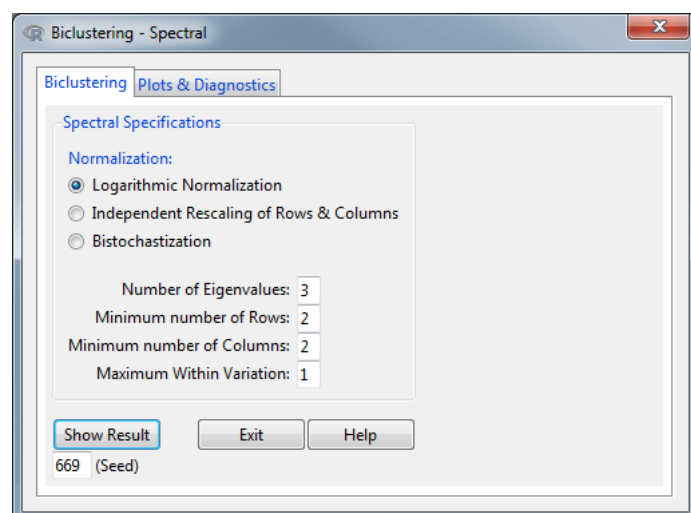 Biclustering - Spectral
Biclustering Plots & Diagnostics
Spectral Specifications
Normalization:
Logarithmic Normalization
Independent Rescaling of Rows & Columns
Bistochastization
Number of Eigenvalues: 3
Minimum number of Rows: 2
Minimum number of Columns: 2
Maximum Within Variation: 1
Show Result Exit Help
669 (Seed)